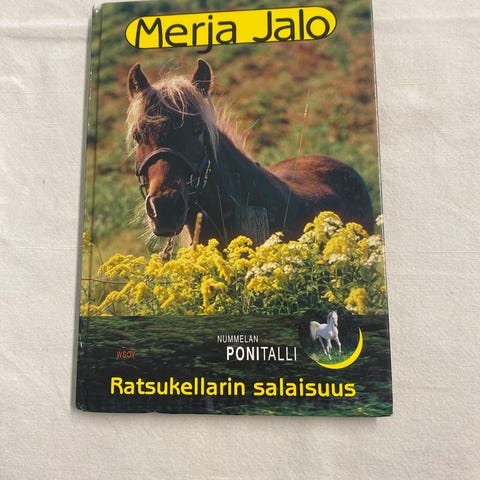 Merja Jalo
NUMMELAN
PONITALLI
WSOY
Ratsukellarin salaisuus